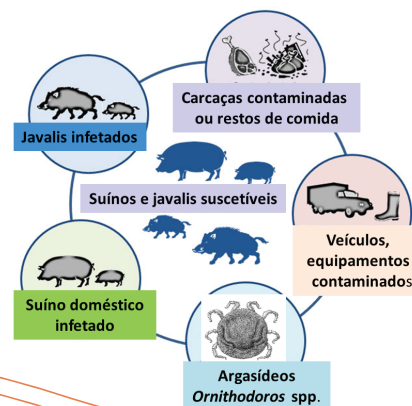 Carcaças contaminadas
ou restos de comida
Javalis infetados
Suínos e javalis suscetíveis
Veículos,
equipamentos
contaminados
Suíno doméstico
infetado
Argasídeos
Ornithodoros spp.